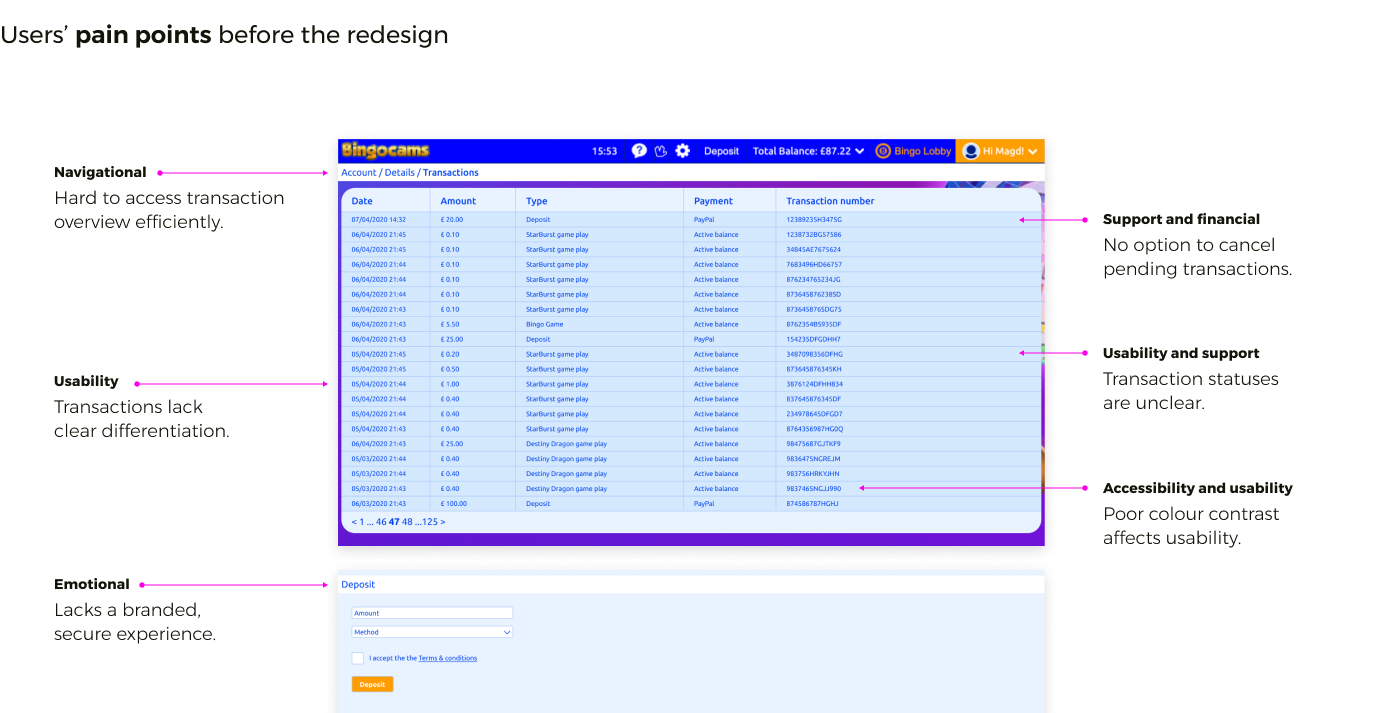 Users’ pain points before the redesign
Navigational
Hard to access transaction
overview efficiently.
Usability
Transactions lack
clear differentiation.
Emotional
Lacks a branded,
secure experience.
Bingocams
15:53 ? Deposit Total Balance: £87.22 Bingo Lobby Hi Magd!
Account / Details / Transactions
Date Amount Type Payment Transaction number
07/04/2020 14:32 £ 20.00 Deposit PayPal 12389235H3475G
06/04/2020 21:45 £ 0.10 StarBurst game play Active balance 1238732BG57586
06/04/2020 21:45 £ 0.10 StarBurst game play Active balance 34845AE7675624
06/04/2020 21:44 £ 0.10 StarBurst game play Active balance 7683496HD66757
06/04/2020 21:44 £ 0.10 StarBurst game play Active balance 876234765234JG
06/04/2020 21:44 £ 0.10 StarBurst game play Active balance 873645876238SD
06/04/2020 21:43 £ 0.10 StarBurst game play Active balance 873645876SDG75
06/04/2020 21:43 £ 5.50 Bingo Game Active balance 8762354BS935DF
06/04/2020 21:43 £ 25.00 Deposit PayPal 154235DFGDHH7
05/04/2020 21:45 £ 0.20 StarBurst game play Active balance 3487098356DFHG
05/04/2020 21:45 £ 0.50 StarBurst game play Active balance 873645876345KH
05/04/2020 21:44 £ 1.00 StarBurst game play Active balance 3876124DFHH834
05/04/2020 21:44 £ 0.40 StarBurst game play Active balance 837645876345DF
05/04/2020 21:44 £ 0.40 StarBurst game play Active balance 234978645DFGD7
05/04/2020 21:43 £ 0.40 StarBurst game play Active balance 8764356987HG0Q
06/04/2020 21:43 £ 25.00 Destiny Dragon game play Active balance 98475687GJTKF9
05/03/2020 21:44 £ 0.40 Destiny Dragon game play Active balance 9836475NGREJM
05/03/2020 21:44 £ 0.40 Destiny Dragon game play Active balance 983756HRKYJHN
05/03/2020 21:43 £ 0.40 Destiny Dragon game play Active balance 9837465NGJJ990
06/03/2020 21:43 £ 100.00 Deposit PayPal 874586787HGHJ
< 1 ... 46 47 48 ...125 >
Deposit
Amount
Method
I accept the the Terms & conditions
Deposit
Support and financial
No option to cancel
pending transactions.
Usability and support
Transaction statuses
are unclear.
Accessibility and usability
Poor colour contrast
affects usability.